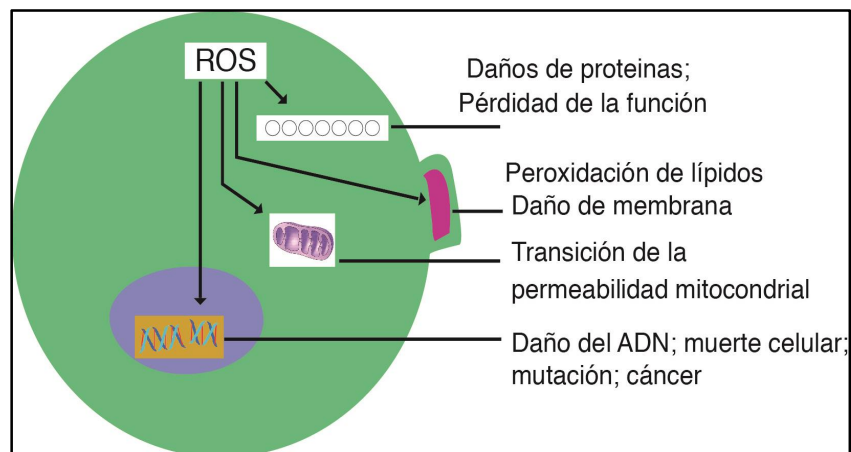 ROS
Daños de proteinas;
Pérdidad de la función
Peroxidación de lípidos
Daño de membrana
Transición de la
permeabilidad mitocondrial
Daño del ADN; muerte celular;
mutación; cáncer